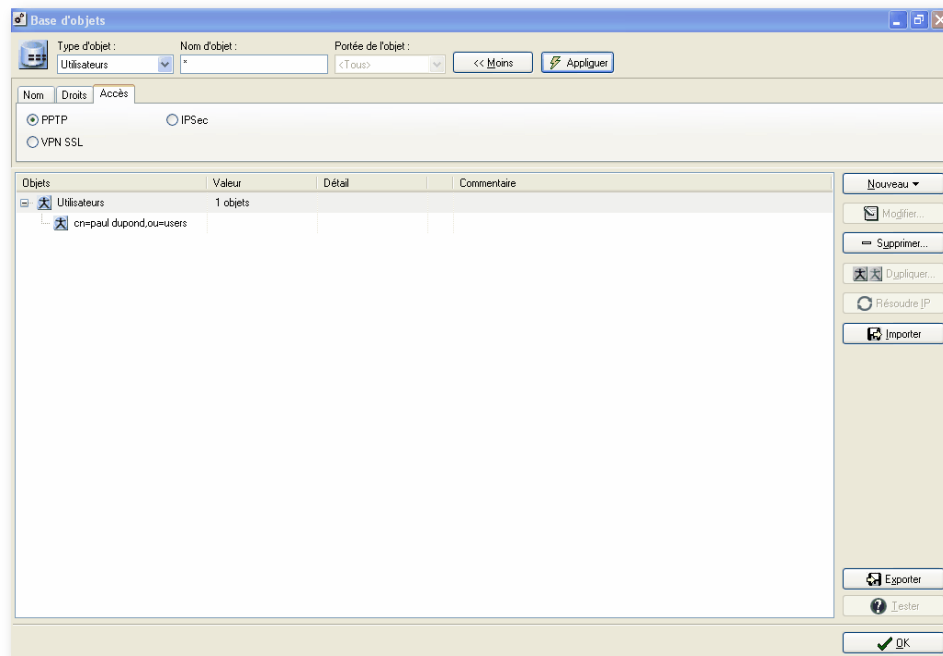 Base d'objets
Type d'objet : Nom d'objet : Portée de l'objet :
Utilisateurs * <Tous> << Moins Appliquer
Nom Droits Accès
PPTP IPSec
VPN SSL
Objets Valeur Détail Commentaire
Utilisateurs 1 objets
cn=paul dupond,ou=users
Nouveau
Modifier...
Supprimer...
Dupliquer...
Résoudre IP
Importer
Exporter
Tester
OK